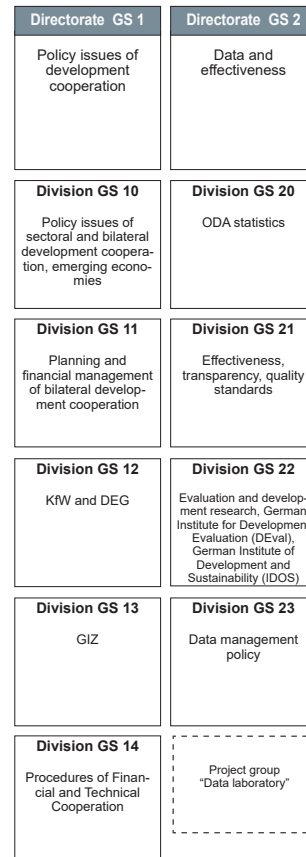 Directorate GS 1
Policy issues of
development
cooperation
Division GS 10
Policy issues of
sectoral and bilateral
development coopera-
tion, emerging econo-
mies
Division GS 11
Planning and
financial management
of bilateral develop-
ment cooperation
Division GS 12
KfW and DEG
Division GS 13
GIZ
Division GS 14
Procedures of Finan-
cial and Technical
Cooperation
Directorate GS 2
Data and
effectiveness
Division GS 20
ODA statistics
Division GS 21
Effectiveness,
transparency, quality
standards
Division GS 22
Evaluation and develop-
ment research, German
Institute for Development
Evaluation (DEval),
German Institute of
Development and
Sustainability (IDOS)
Division GS 23
Data management
policy
Project group
“Data laboratory”